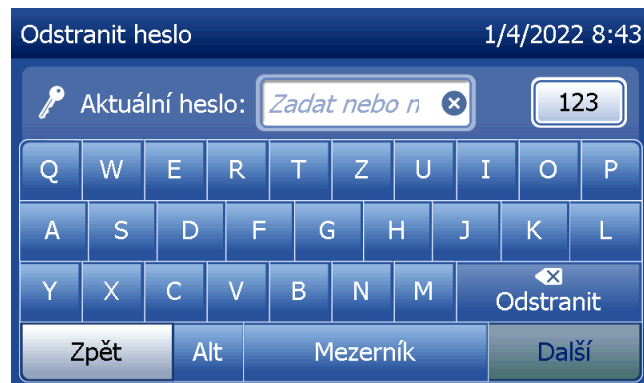 Odstranit heslo 1/4/2022 8:43
Aktuální heslo: Zadat nebo n 123
Q W E R T Z U I O P
A S D F G H J K L
Y X C V B N M Odstranit
Zpět Alt Mezerník Další